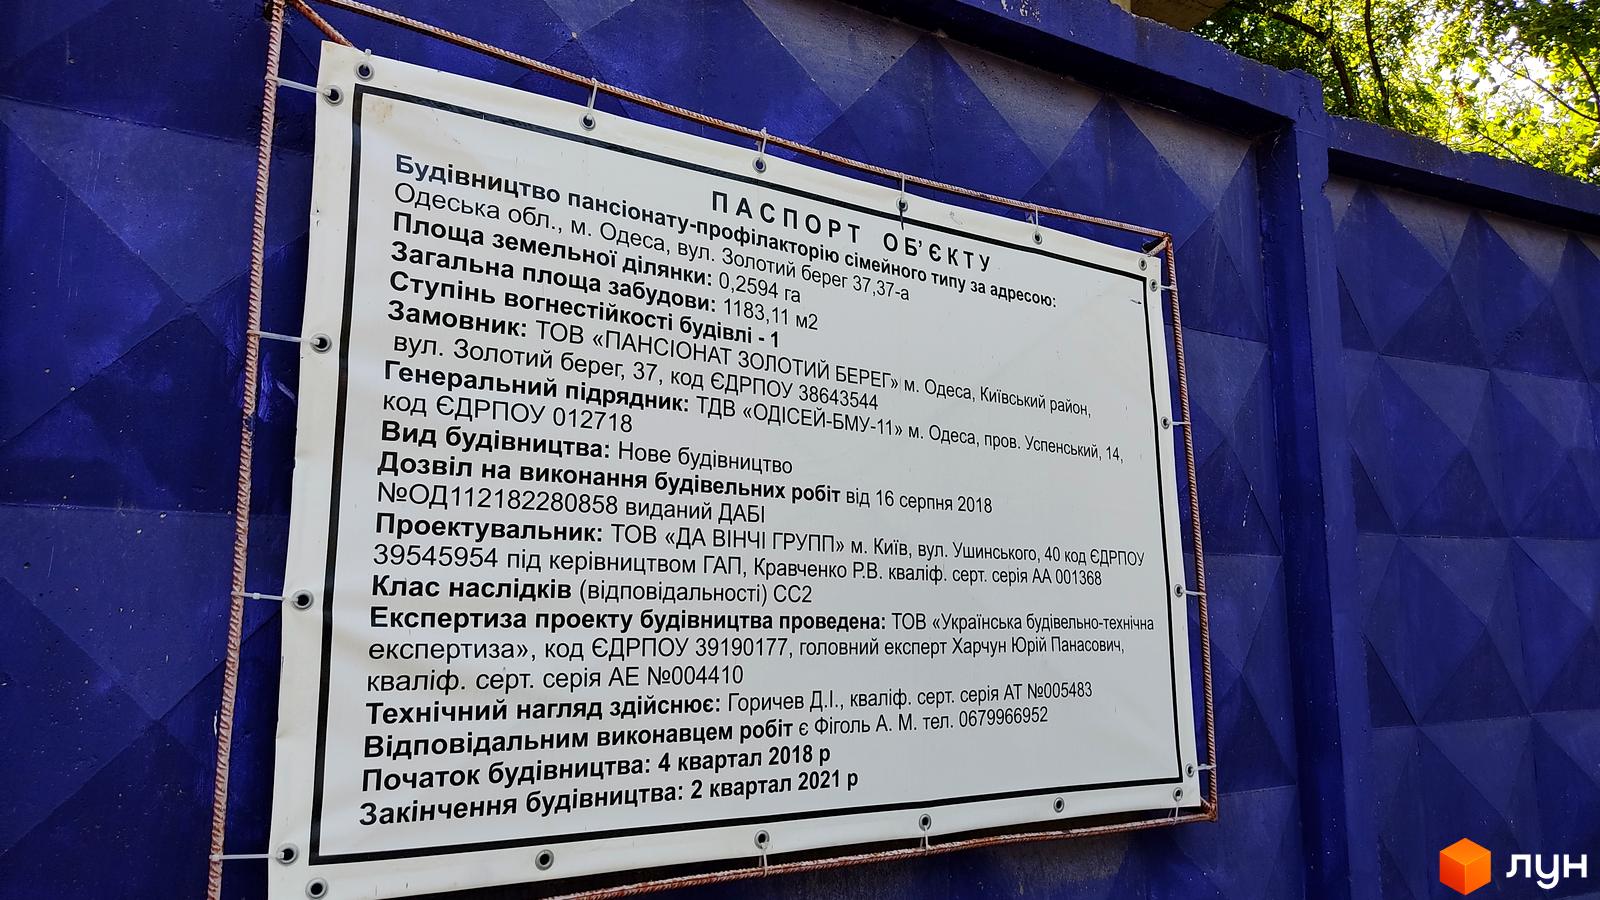 ПАСПОРТ ОБ'ЄКТУ
Будівництво пансіонату-профілакторію сімейного типу за адресою:
Одеська обл., м. Одеса, вул. Золотий берег 37,37-а
Площа земельної ділянки: 0,2594 га
Загальна площа забудови: 1183,11 м2
Ступінь вогнестійкості будівлі - 1
Замовник: ТОВ «ПАНСІОНАТ ЗОЛОТИЙ БЕРЕГ» м. Одеса, Київський район,
вул. Золотий берег, 37, код ЄДРПОУ 38643544
Генеральний підрядник: ТДВ «ОДІСЕЙ-БМУ-11» м. Одеса, пров. Успенський, 14,
код ЄДРПОУ 012718
Вид будівництва: Нове будівництво
Дозвіл на виконання будівельних робіт від 16 серпня 2018
№ОД112182280858 виданий ДАБІ
Проектувальник: ТОВ «ДА ВІНЧІ ГРУПП» м. Київ, вул. Ушинського, 40 код ЄДРПОУ
39545954 під керівництвом ГАП, Кравченко Р.В. кваліф. серт. серія АА 001368
Клас наслідків (відповідальності) СС2
Експертиза проекту будівництва проведена: ТОВ «Українська будівельно-технічна
експертиза», код ЄДРПОУ 39190177, головний експерт Харчун Юрій Панасович,
кваліф. серт. серія АЕ №004410
Технічний нагляд здійснює: Горичев Д.І., кваліф. серт. серія АТ №005483
Відповідальним виконавцем робіт є Фіголь А. М. тел. 0679966952
Початок будівництва: 4 квартал 2018 р
Закінчення будівництва: 2 квартал 2021 р
лун